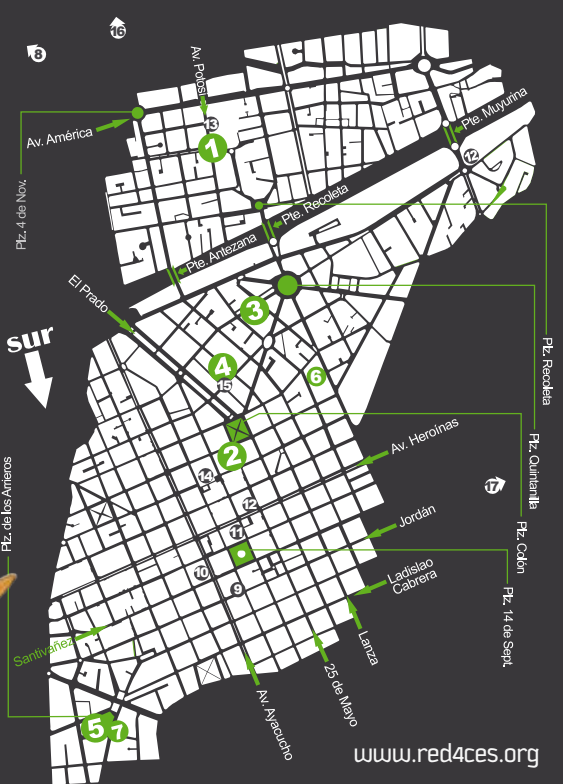 16
8
Av. Potosí
13
1
Av. América
Plz. 4 de Nov.
Pte. Muyurina
12
Pte. Recoleta
Pte. Antezana
El Prado
3
sur
4
15
6
Plz. Recoleta
2
Av. Heroínas
Plz. Quintanilla
14
17
Plz. de los Arrieros
12
Jordán
Plz. Colón
11
10
Ladislao
Cabrera
9
Plz. 14 de Sept.
Santivañez
Lanza
25 de Mayo
Av. Ayacucho
5
7
www.red4ces.org